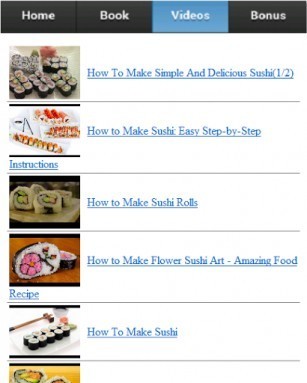 Home Book Videos Bonus
How To Make Simple And Delicious Sushi(1/2)
How to Make Sushi: Easy Step-by-Step
Instructions
How to Make Sushi Rolls
How to Make Flower Sushi Art - Amazing Food
Recipe
How To Make Sushi